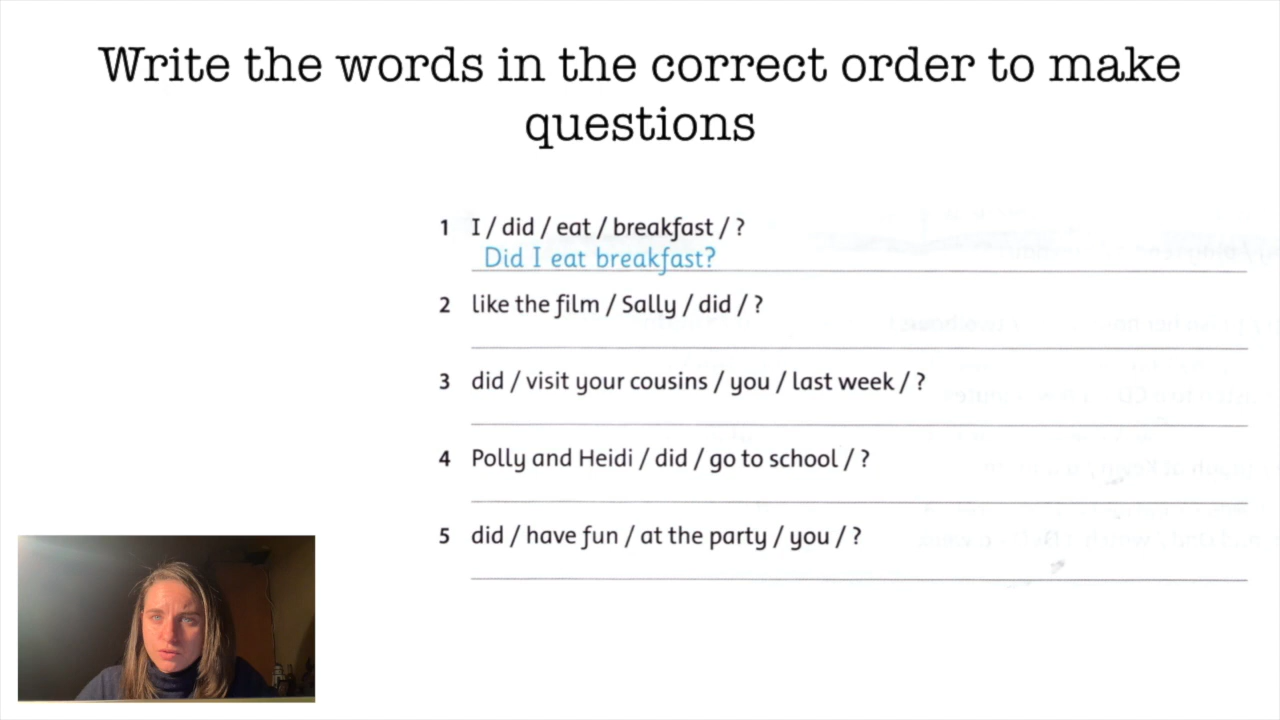 Write the words in the correct order to make
questions
1 I / did / eat / breakfast / ?
Did I eat breakfast?
2 like the film / Sally / did / ?
3 did / visit your cousins / you / last week / ?
4 Polly and Heidi / did / go to school / ?
5 did / have fun / at the party / you / ?